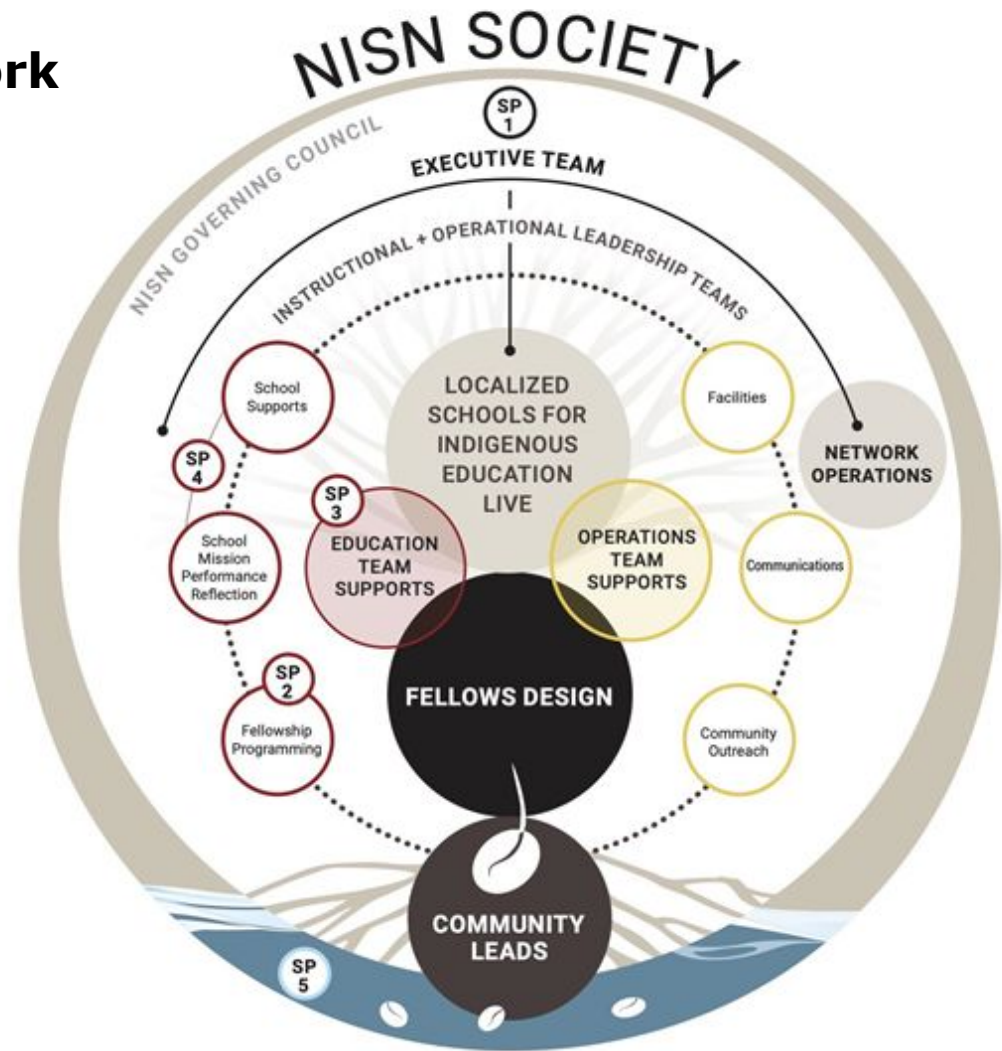 ork
NISN SOCIETY
SP
1
EXECUTIVE TEAM
NISN GOVERNING COUNCIL
INSTRUCTIONAL + OPERATIONAL LEADERSHIP TEAMS
School
Supports
LOCALIZED
SCHOOLS FOR
INDIGENOUS
EDUCATION
LIVE
Facilities
NETWORK
OPERATIONS
SP
4
SP
3
School
Mission
Performance
Reflection
EDUCATION
TEAM
SUPPORTS
OPERATIONS
TEAM
SUPPORTS
Communications
SP
2
Fellowship
Programming
FELLOWS DESIGN
Community
Outreach
COMMUNITY
LEADS
SP
5